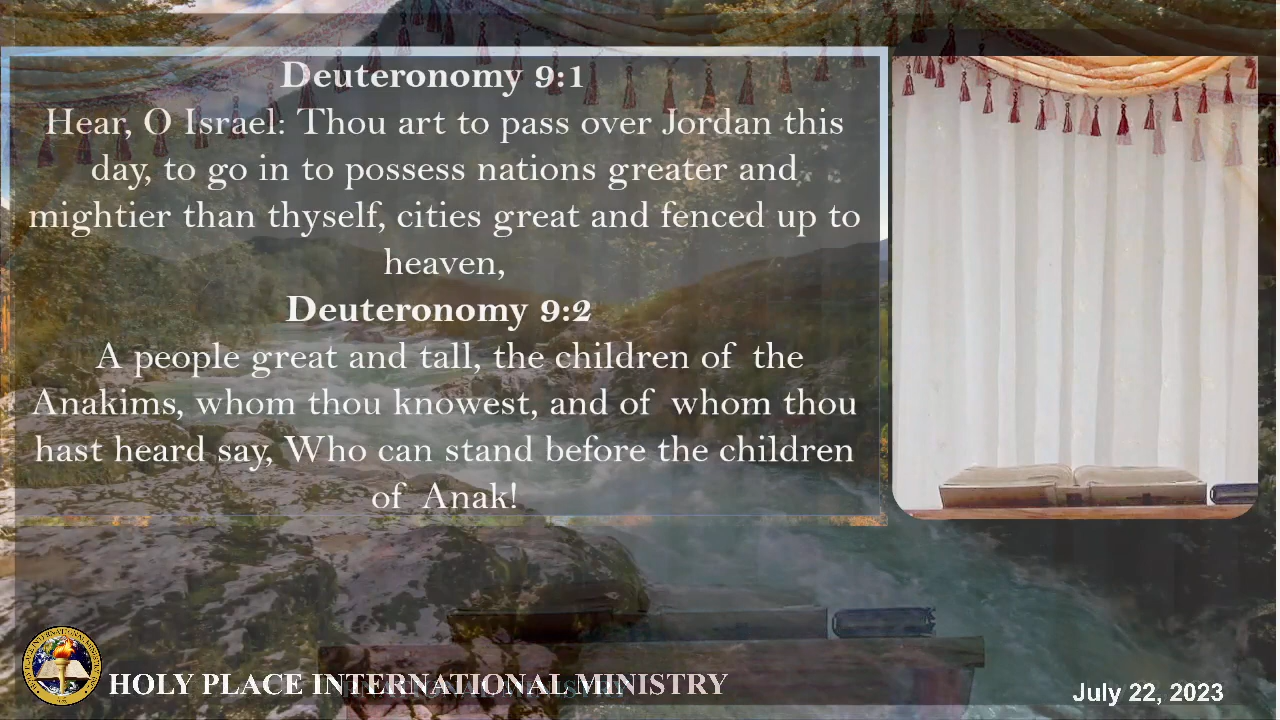 Deuteronomy 9:1
Hear, O Israel: Thou art to pass over Jordan this
day, to go in to possess nations greater and
mightier than thyself, cities great and fenced up to
heaven,
Deuteronomy 9:2
A people great and tall, the children of the
Anakims, whom thou knowest, and of whom thou
hast heard say, Who can stand before the children
of Anak!
HOLY PLACE INTERNATIONAL MINISTRY
July 22, 2023